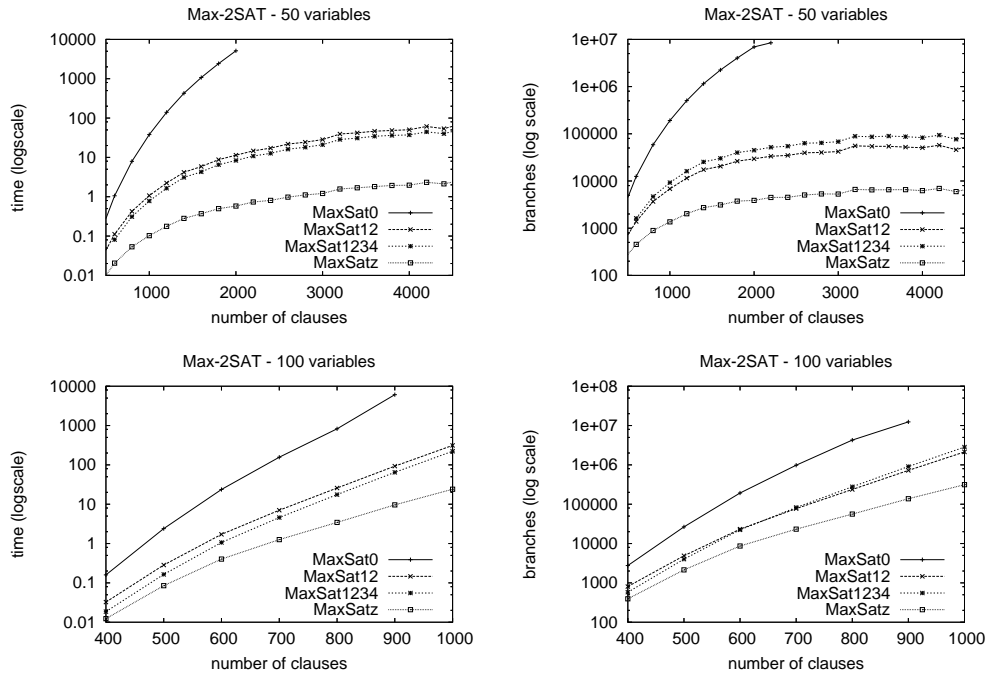 Max-2SAT - 50 variables
time (logscale)
10000
1000
100
10
1
0.1
0.01
1000 2000 3000 4000
number of clauses
MaxSat0
MaxSat12
MaxSat1234
MaxSatz
Max-2SAT - 50 variables
branches (log scale)
1e+07
1e+06
100000
10000
1000
100
1000 2000 3000 4000
number of clauses
MaxSat0
MaxSat12
MaxSat1234
MaxSatz
Max-2SAT - 100 variables
time (logscale)
10000
1000
100
10
1
0.1
0.01
400 500 600 700 800 900 1000
number of clauses
MaxSat0
MaxSat12
MaxSat1234
MaxSatz
Max-2SAT - 100 variables
branches (log scale)
1e+08
1e+07
1e+06
100000
10000
1000
100
400 500 600 700 800 900 1000
number of clauses
MaxSat0
MaxSat12
MaxSat1234
MaxSatz